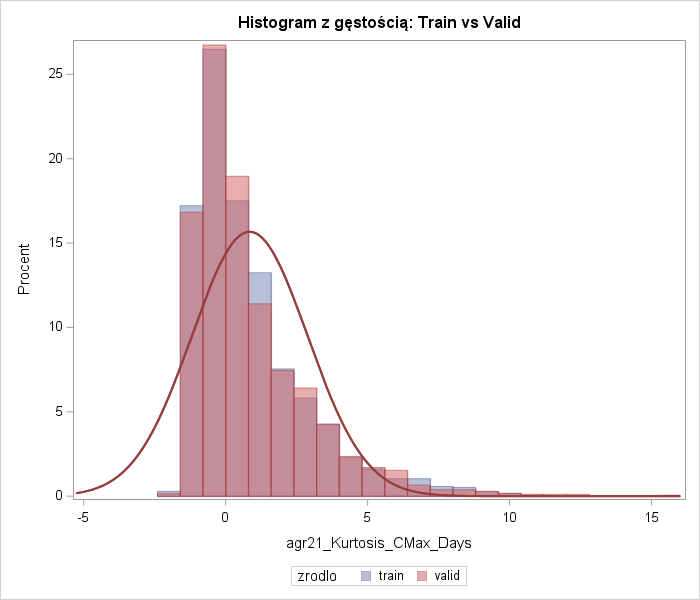 Histogram z gęstością: Train vs Valid
25
20
15
10
5
0
Procent
-5 0 5 10 15
agr21_Kurtosis_CMax_Days
zrodlo train valid